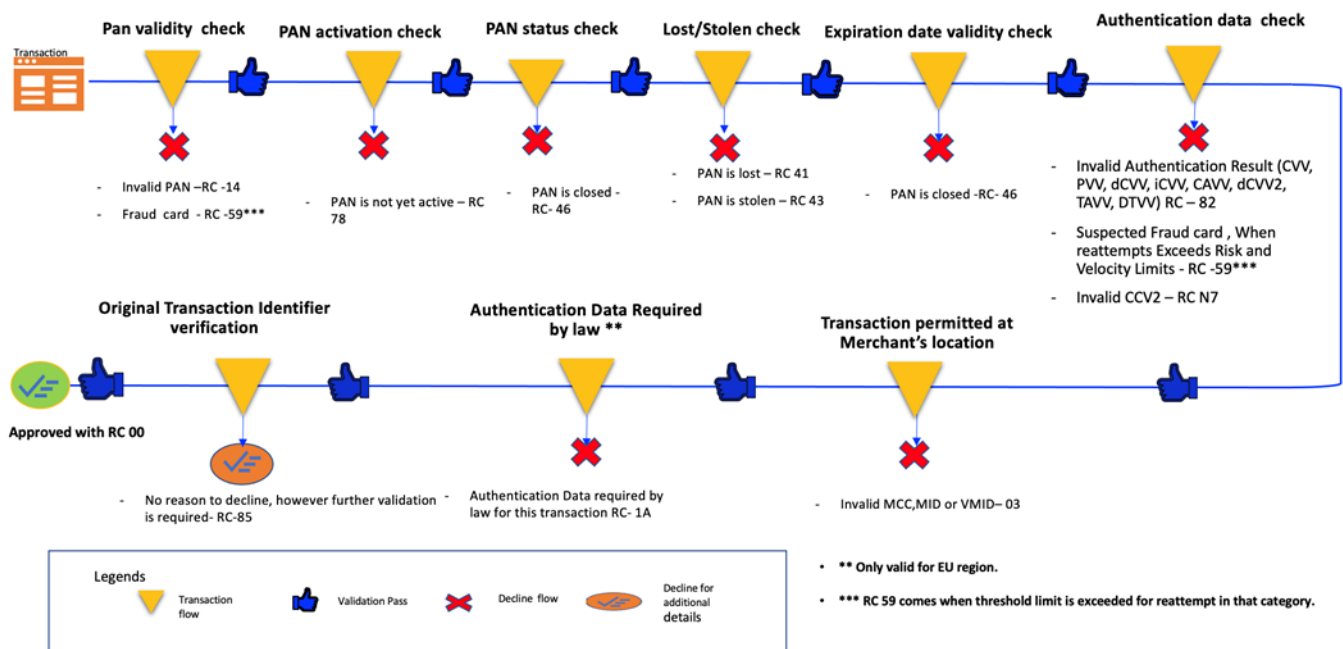 Pan validity check
PAN activation check
PAN status check
Lost/Stolen check
Expiration date validity check
Authentication data check
Transaction
- Invalid PAN –RC -14
- Fraud card - RC -59***
- PAN is not yet active – RC
78
- PAN is closed -
RC- 46
- PAN is lost – RC 41
- PAN is stolen – RC 43
- PAN is closed -RC- 46
- Invalid Authentication Result (CVV,
PVV, dCVV, iCVV, CAVV, dCVV2,
TAVV, DTVV) RC – 82
- Suspected Fraud card , When
reattempts Exceeds Risk and
Velocity Limits - RC -59***
- Invalid CCV2 – RC N7
Original Transaction Identifier
verification
Authentication Data Required
by law **
Transaction permitted at
Merchant's location
Approved with RC 00
- No reason to decline, however further validation
is required- RC-85
- Authentication Data required by
law for this transaction RC- 1A
- Invalid MCC,MID or VMID– 03
Legends
Transaction
flow
Validation Pass
Decline flow
Decline for
additional
details
• ** Only valid for EU region.
• *** RC 59 comes when threshold limit is exceeded for reattempt in that category.